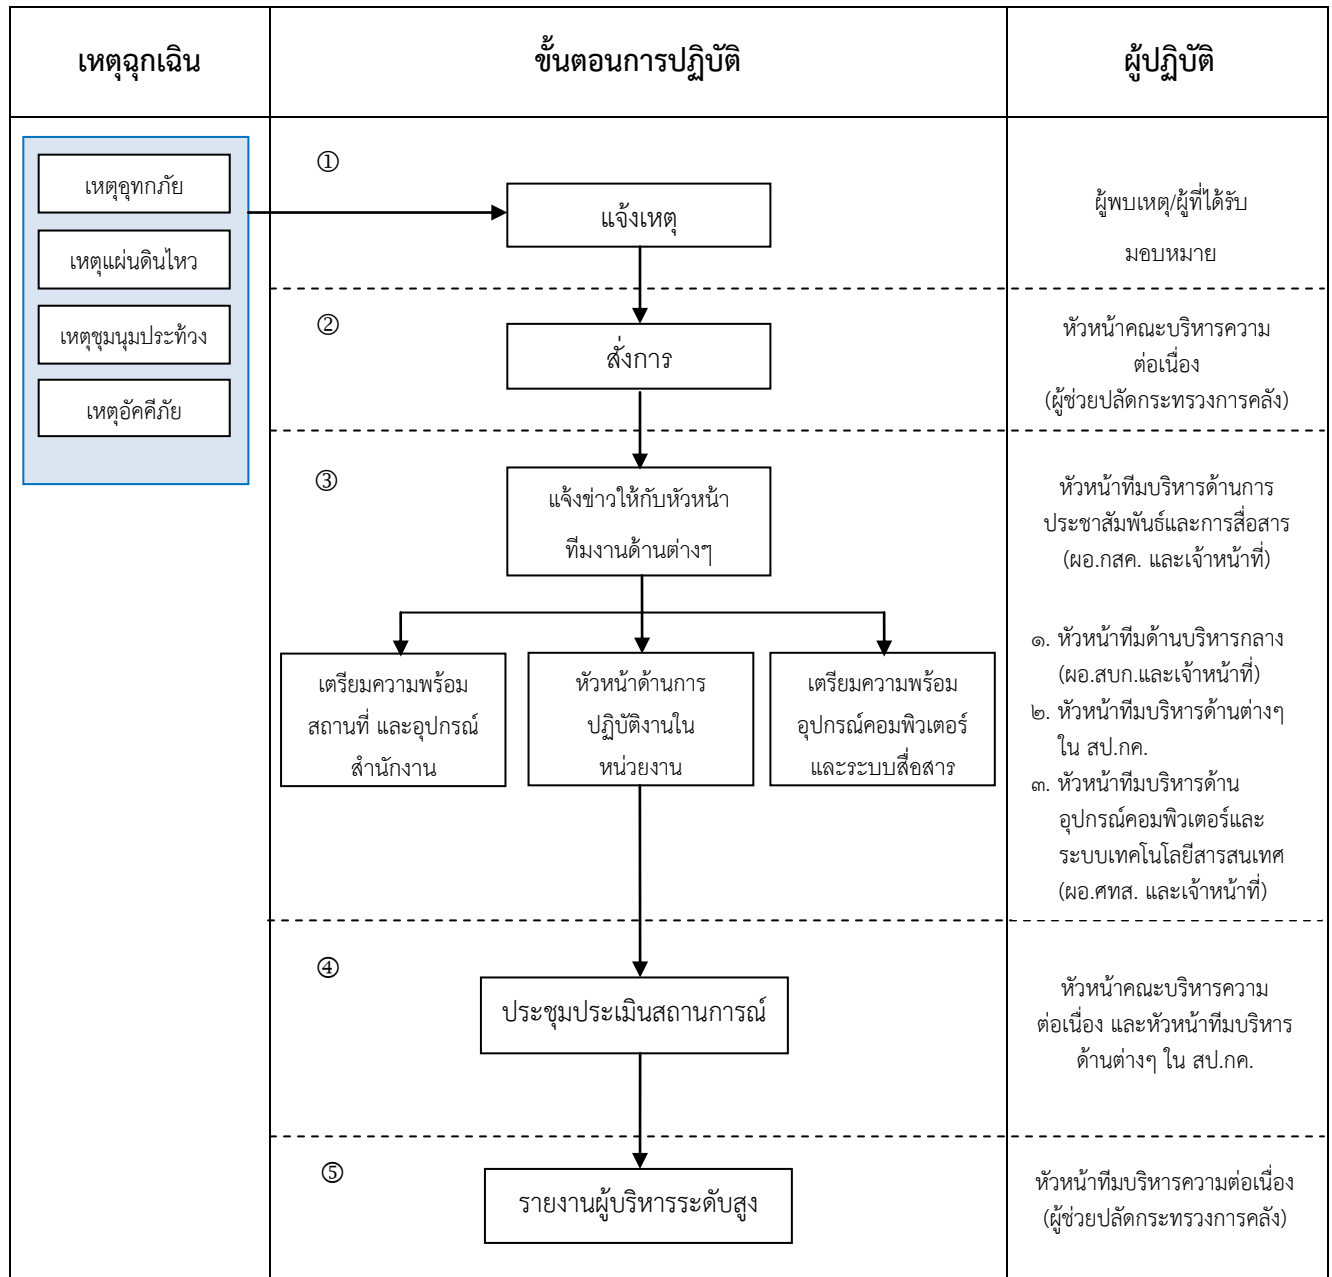 เหตุฉุกเฉิน
ขั้นตอนการปฏิบัติ
ผู้ปฏิบัติ
เหตุอุทกภัย
เหตุแผ่นดินไหว
เหตุชุมนุมประท้วง
เหตุอัคคีภัย
①
แจ้งเหตุ
ผู้พบเหตุ/ผู้ที่ได้รับ
มอบหมาย
②
สั่งการ
หัวหน้าคณะบริหารความ
ต่อเนื่อง
(ผู้ช่วยปลัดกระทรวงการคลัง)
③
แจ้งข่าวให้กับหัวหน้า
ทีมงานด้านต่างๆ
หัวหน้าทีมบริหารด้านการ
ประชาสัมพันธ์และการสื่อสาร
(ผอ.กสค. และเจ้าหน้าที่)
เตรียมความพร้อม
สถานที่ และอุปกรณ์
สำนักงาน
หัวหน้าด้านการ
ปฏิบัติงานใน
หน่วยงาน
เตรียมความพร้อม
อุปกรณ์คอมพิวเตอร์
และระบบสื่อสาร
๑. หัวหน้าทีมด้านบริหารกลาง
(ผอ.สบก.และเจ้าหน้าที่)
๒. หัวหน้าทีมบริหารด้านต่างๆ
ใน สป.กค.
๓. หัวหน้าทีมบริหารด้าน
อุปกรณ์คอมพิวเตอร์และ
ระบบเทคโนโลยีสารสนเทศ
(ผอ.ศทส. และเจ้าหน้าที่)
④
ประชุมประเมินสถานการณ์
หัวหน้าคณะบริหารความ
ต่อเนื่อง และหัวหน้าทีมบริหาร
ด้านต่างๆ ใน สป.กค.
⑤
รายงานผู้บริหารระดับสูง
หัวหน้าทีมบริหารความต่อเนื่อง
(ผู้ช่วยปลัดกระทรวงการคลัง)